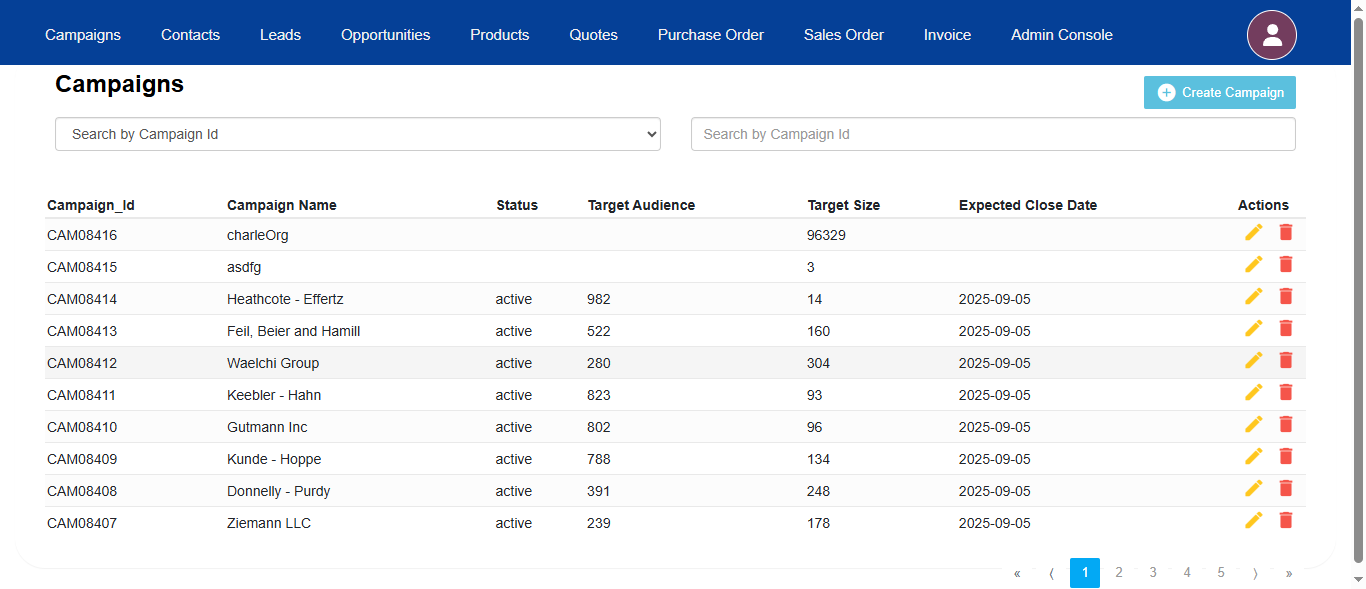 Campaigns Contacts Leads Opportunities Products Quotes Purchase Order Sales Order Invoice Admin Console
Campaigns
Create Campaign
Search by Campaign Id Search by Campaign Id
Campaign_Id Campaign Name Status Target Audience Target Size Expected Close Date Actions
CAM08416 charleOrg 96329
CAM08415 asdfg 3
CAM08414 Heathcote - Effertz active 982 14 2025-09-05
CAM08413 Feil, Beier and Hamill active 522 160 2025-09-05
CAM08412 Waelchi Group active 280 304 2025-09-05
CAM08411 Keebler - Hahn active 823 93 2025-09-05
CAM08410 Gutmann Inc active 802 96 2025-09-05
CAM08409 Kunde - Hoppe active 788 134 2025-09-05
CAM08408 Donnelly - Purdy active 391 248 2025-09-05
CAM08407 Ziemann LLC active 239 178 2025-09-05
« ⟨ 1 2 3 4 5 ⟩ »